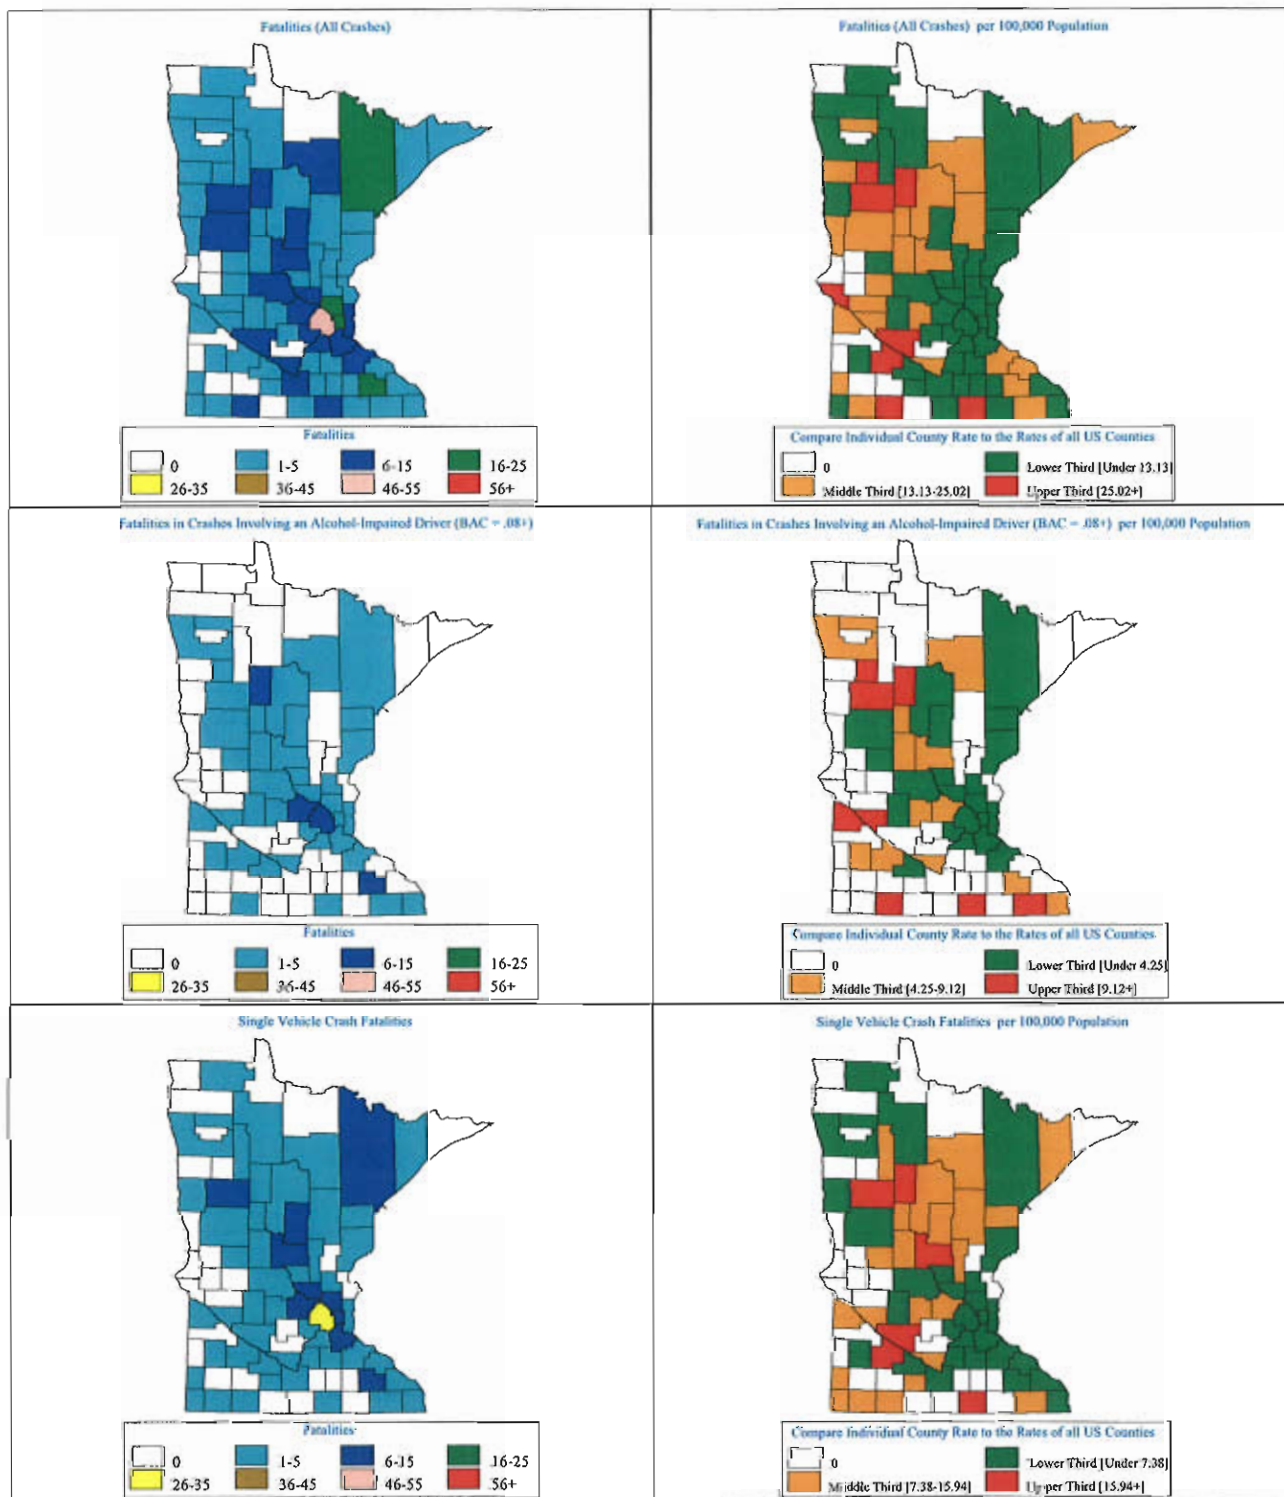 Fatalities (All Crashes)
Fatalities
0
1-5
6-15
16-25
26-35
36-45
46-55
56+
Fatalities (All Crashes) per 100,000 Population
Compare Individual County Rate to the Rates of all US Counties
0
Lower Third [Under 13.13]
Middle Third [13.13-25.02]
Upper Third [25.02+]
Fatalities in Crashes Involving an Alcohol-Impaired Driver (BAC = .08+)
Fatalities
0
1-5
6-15
16-25
26-35
36-45
46-55
56+
Fatalities in Crashes Involving an Alcohol-Impaired Driver (BAC = .08+) per 100,000 Population
Compare Individual County Rate to the Rates of all US Counties
0
Lower Third [Under 4.25]
Middle Third [4.25-9.12]
Upper Third [9.12+]
Single Vehicle Crash Fatalities
Fatalities
0
1-5
6-15
16-25
26-35
36-45
46-55
56+
Single Vehicle Crash Fatalities per 100,000 Population
Compare Individual County Rate to the Rates of all US Counties
0
Lower Third [Under 7.38]
Middle Third [7.38-15.94]
Upper Third [15.94+]